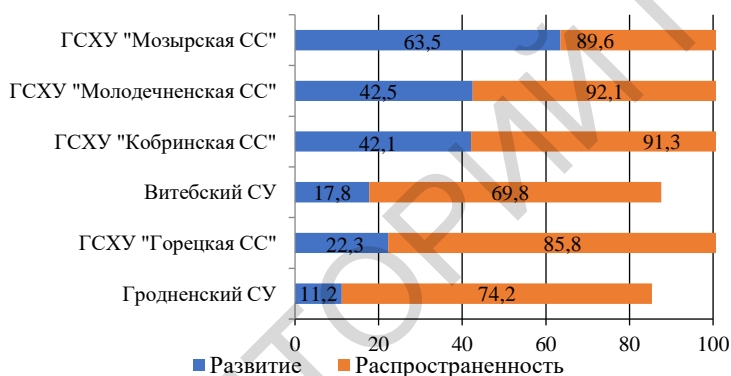 ГСХУ "Мозырская СС" 63,5 89,6
ГСХУ "Молодечненская СС" 42,5 92,1
ГСХУ "Кобринская СС" 42,1 91,3
Витебский СУ 17,8 69,8
ГСХУ "Горецкая СС" 22,3 85,8
Гродненский СУ 11,2 74,2
0 20 40 60 80 100
Развитие Распространенность
ТОРИЙ